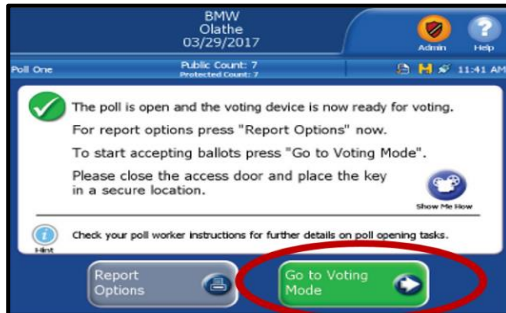 BMW
Olathe
03/29/2017
Admin
Help
Poll One
Public Count: 7
Protected Count: 7
11:41 AM
The poll is open and the voting device is now ready for voting.
For report options press "Report Options" now.
To start accepting ballots press "Go to Voting Mode".
Please close the access door and place the key
in a secure location.
Show Me How
Hint
Check your poll worker instructions for further details on poll opening tasks.
Report
Options
Go to Voting
Mode